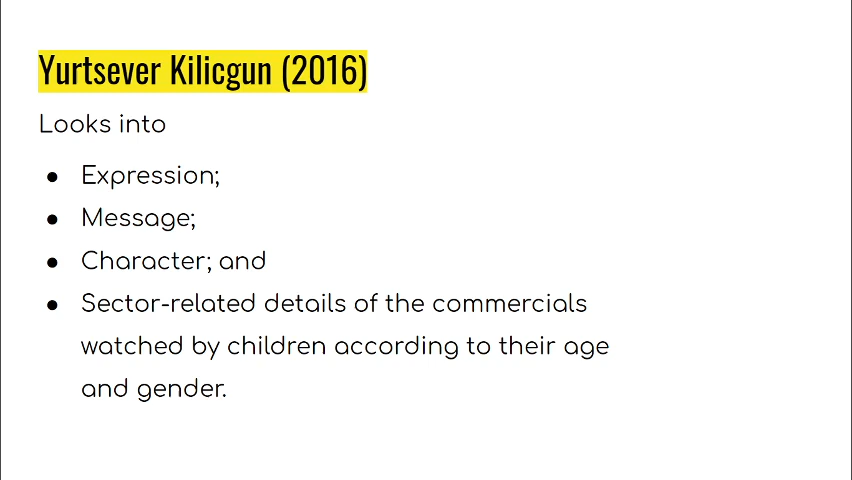 Yurtsever Kilicgun (2016)
Looks into
● Expression;
● Message;
● Character; and
● Sector-related details of the commercials
watched by children according to their age
and gender.